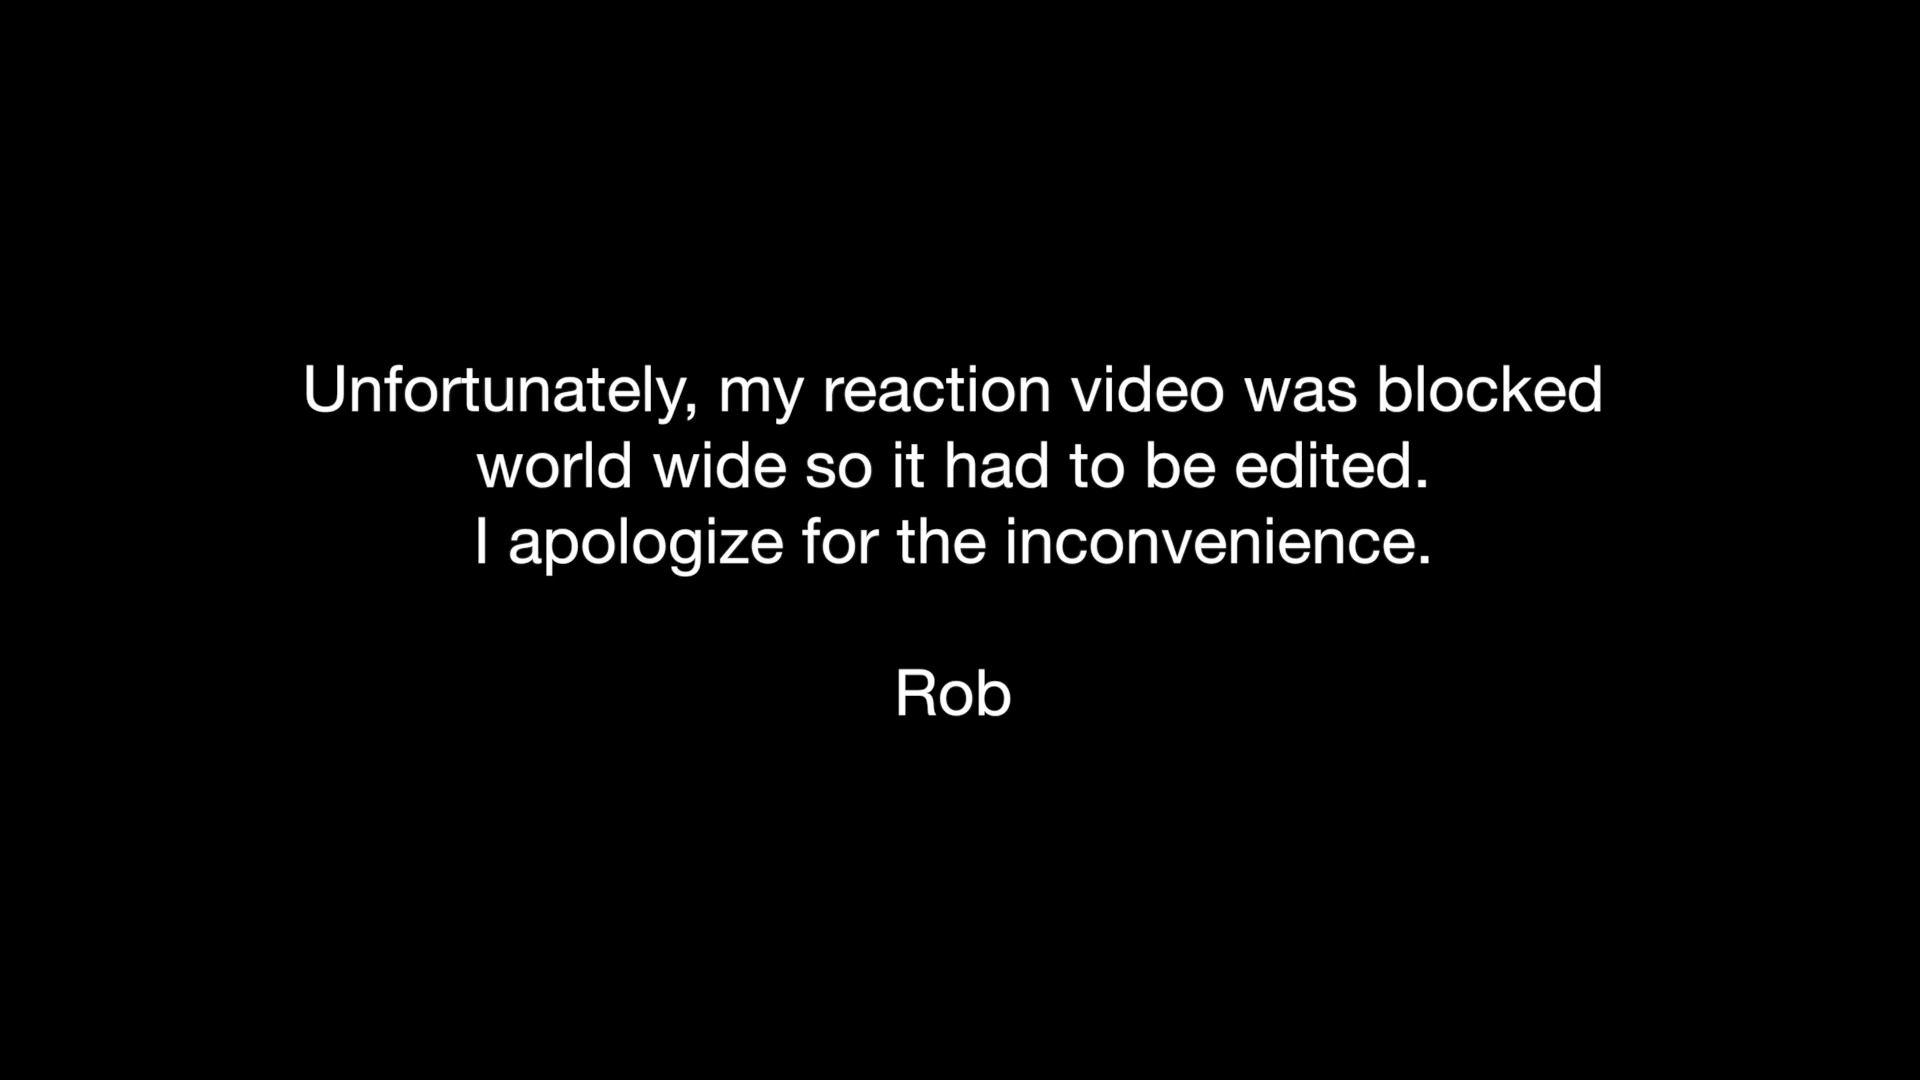 Unfortunately, my reaction video was blocked
world wide so it had to be edited.
I apologize for the inconvenience.
Rob